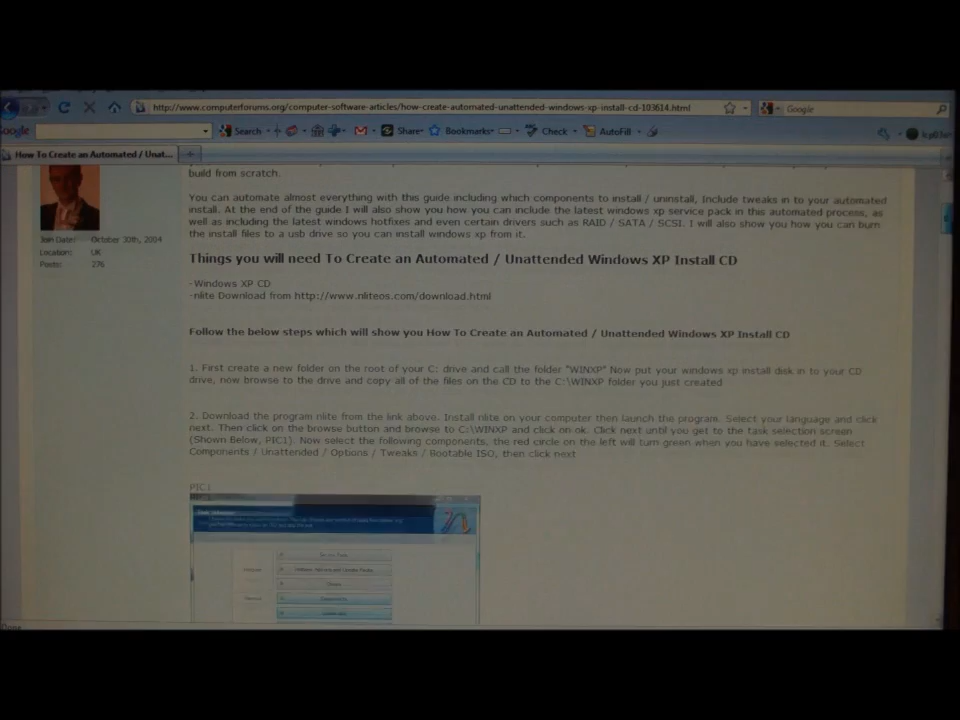 http://www.computerforums.org/computer-software-articles/how-create-automated-unattended-windows-xp-install-cd-103614.html
Google
Google Search Share Bookmarks Check AutoFill
How To Create an Automated / Unat...
build from scratch.
You can automate almost everything with this guide including which components to install / uninstall, Include tweaks in to your automated
install. At the end of the guide I will also show you how you can include the latest windows xp service pack in this automated process, as
well as including the latest windows hotfixes and even certain drivers such as RAID / SATA / SCSI. I will also show you how you can burn
the install files to a usb drive so you can install windows xp from it.
Join Date: October 30th, 2004
Location: UK
Posts: 276
Things you will need To Create an Automated / Unattended Windows XP Install CD
-Windows XP CD
-nlite Download from http://www.nliteos.com/download.html
Follow the below steps which will show you How To Create an Automated / Unattended Windows XP Install CD
1. First create a new folder on the root of your C: drive and call the folder "WINXP" Now put your windows xp install disk in to your CD
drive, now browse to the drive and copy all of the files on the CD to the C:\WINXP folder you just created
2. Download the program nlite from the link above. Install nlite on your computer then launch the program. Select your language and click
next. Then click on the browse button and browse to C:\WINXP and click on ok. Click next until you get to the task selection screen
(Shown Below, PIC1). Now select the following components, the red circle on the left will turn green when you have selected it. Select
Components / Unattended / Options / Tweaks / Bootable ISO, then click next
PIC1
Done